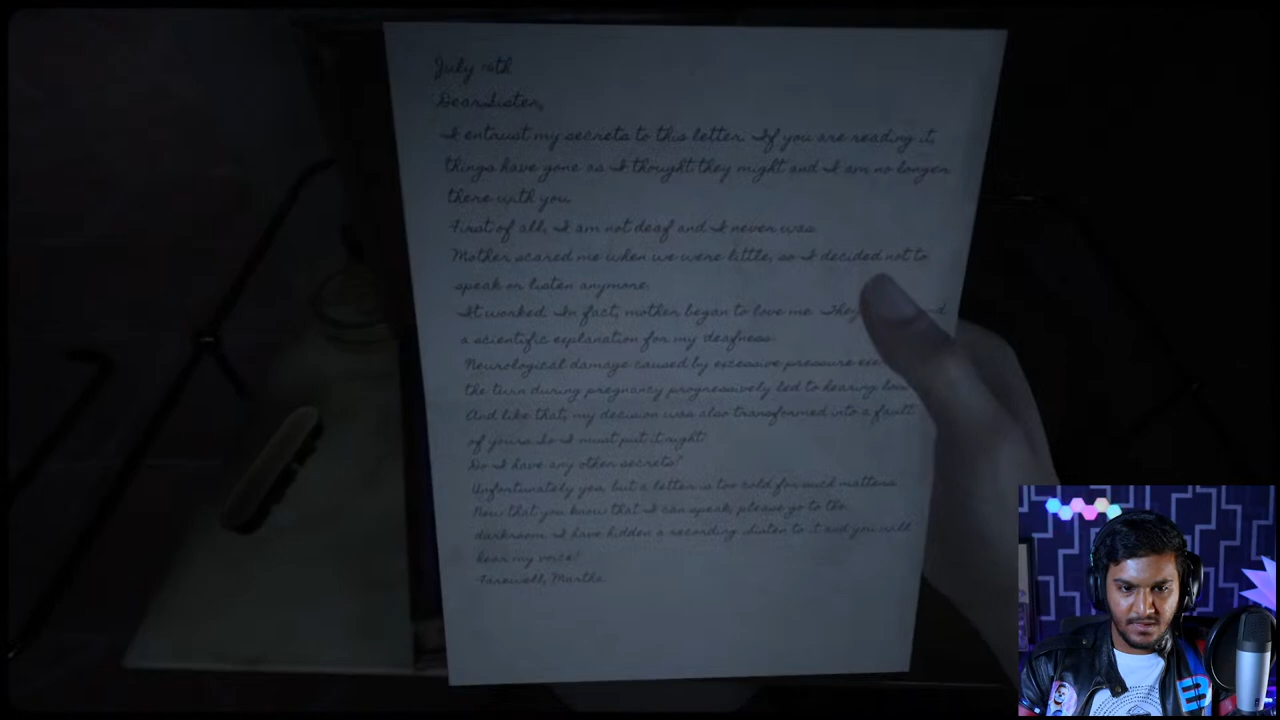 July 10th
Dear Sister,
I entrust my secrets to this letter. If you are reading it,
things have gone as I thought they might and I am no longer
there with you.
First of all, I am not deaf and I never was.
Mother scared me when we were little, so I decided not to
speak or listen anymore.
It worked. In fact, mother began to love me. They
a scientific explanation for my deafness.
Neurological damage caused by excessive pressure
the turn during pregnancy progressively led to hearing loss
And like that, my decision was also transformed into a fault
of yours. So I must put it right.
Do I have any other secrets?
Unfortunately yes, but a letter is too cold for such matters.
Now that you know that I can speak, please go to the
darkroom. I have hidden a recording. Listen to it and you will
hear my voice!
Farewell, Martha.